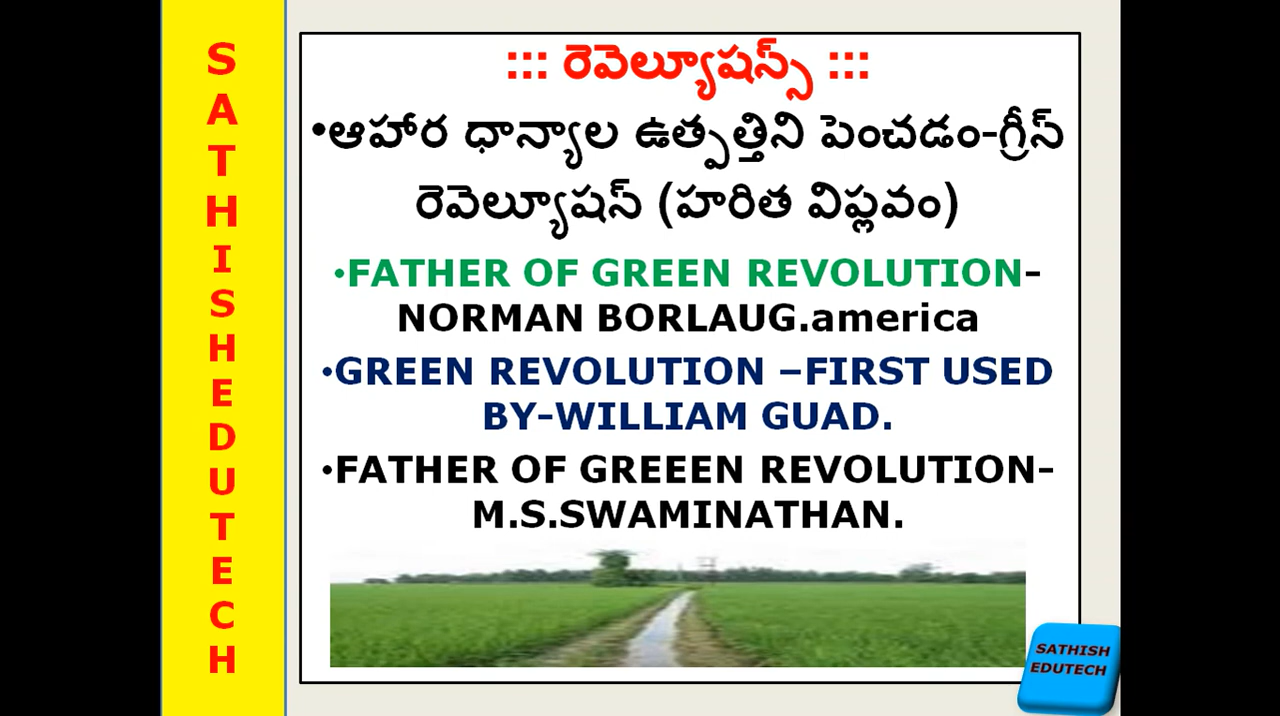 SATHISHEDUTECH
::: రెవెల్యూషన్స్ :::
•ఆహార ధాన్యాల ఉత్పత్తిని పెంచడం-గ్రీన్
రెవెల్యూషన్ (హరిత విప్లవం)
•FATHER OF GREEN REVOLUTION–
NORMAN BORLAUG.america
•GREEN REVOLUTION –FIRST USED
BY-WILLIAM GUAD.
•FATHER OF GREEEN REVOLUTION-
M.S.SWAMINATHAN.
SATHISH
EDUTECH